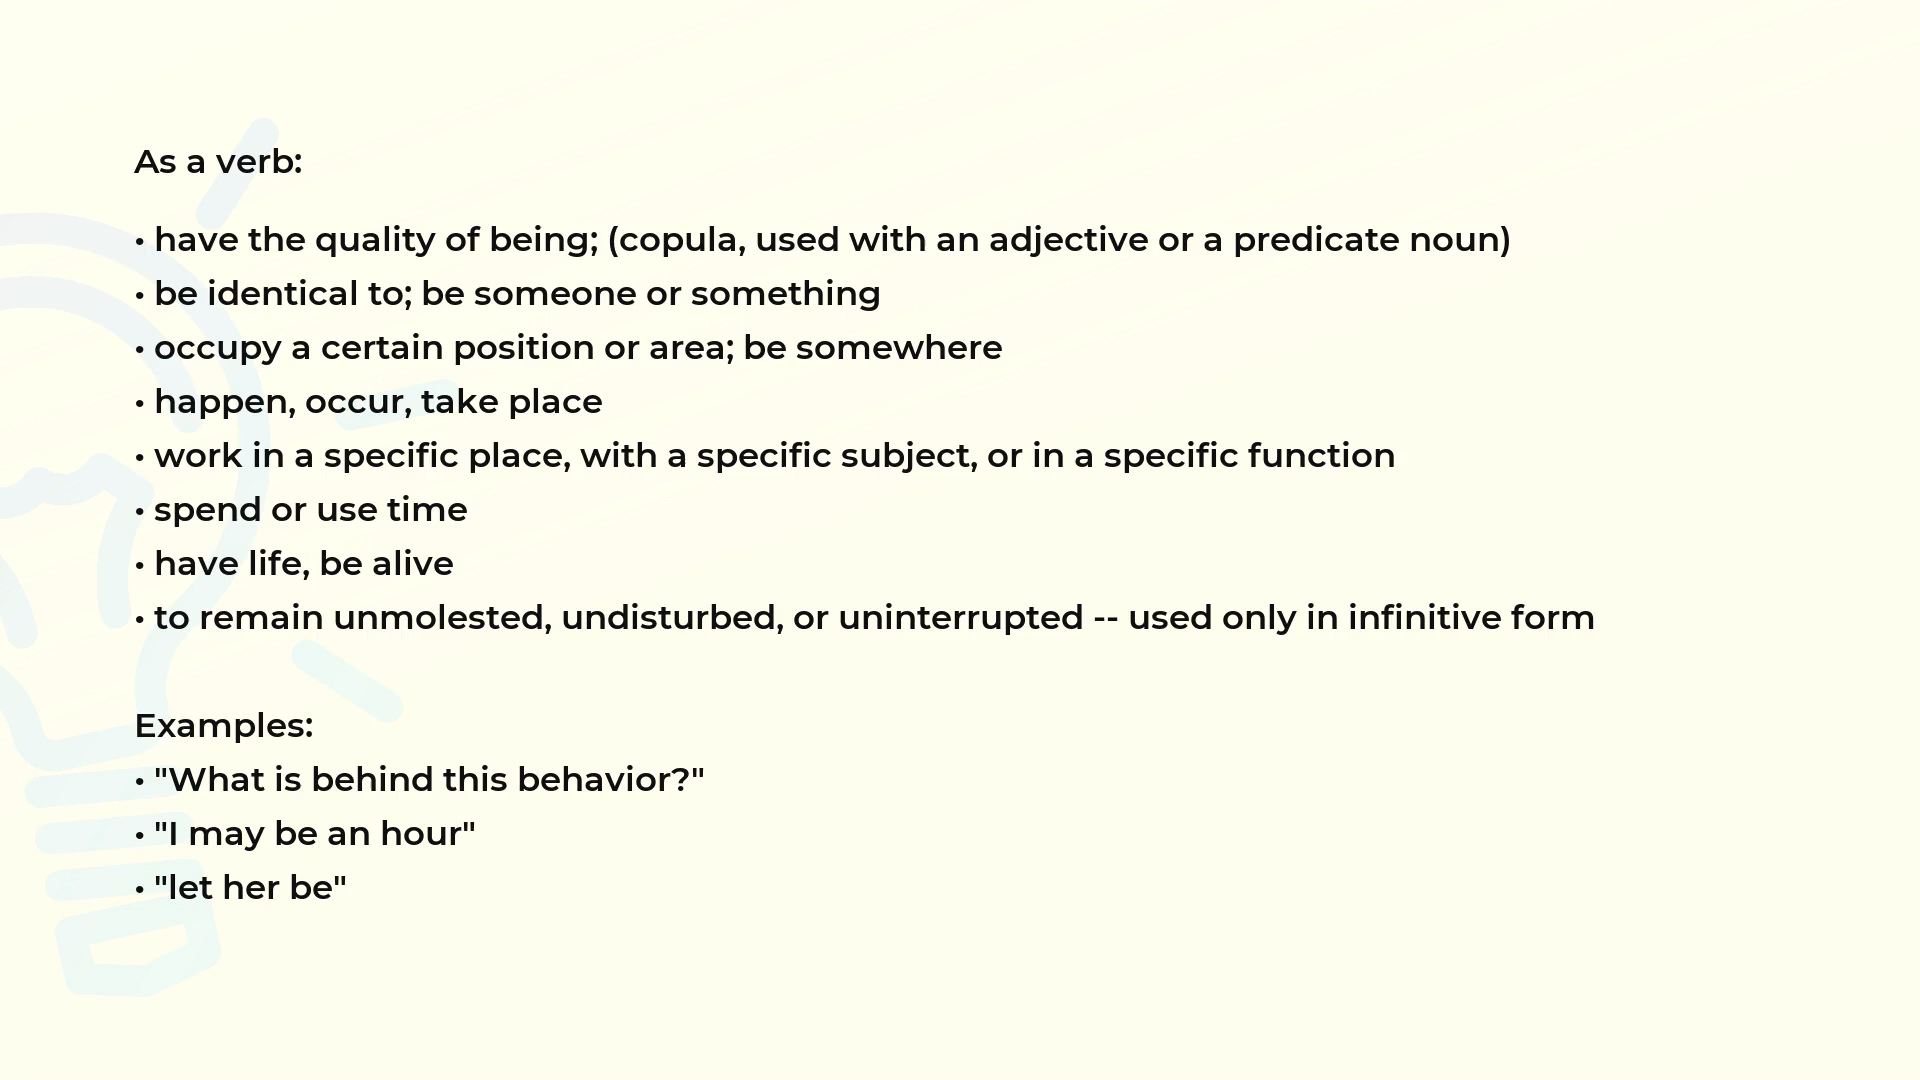 As a verb:
• have the quality of being; (copula, used with an adjective or a predicate noun)
• be identical to; be someone or something
• occupy a certain position or area; be somewhere
• happen, occur, take place
• work in a specific place, with a specific subject, or in a specific function
• spend or use time
• have life, be alive
• to remain unmolested, undisturbed, or uninterrupted -- used only in infinitive form
Examples:
• "What is behind this behavior?"
• "I may be an hour"
• "let her be"